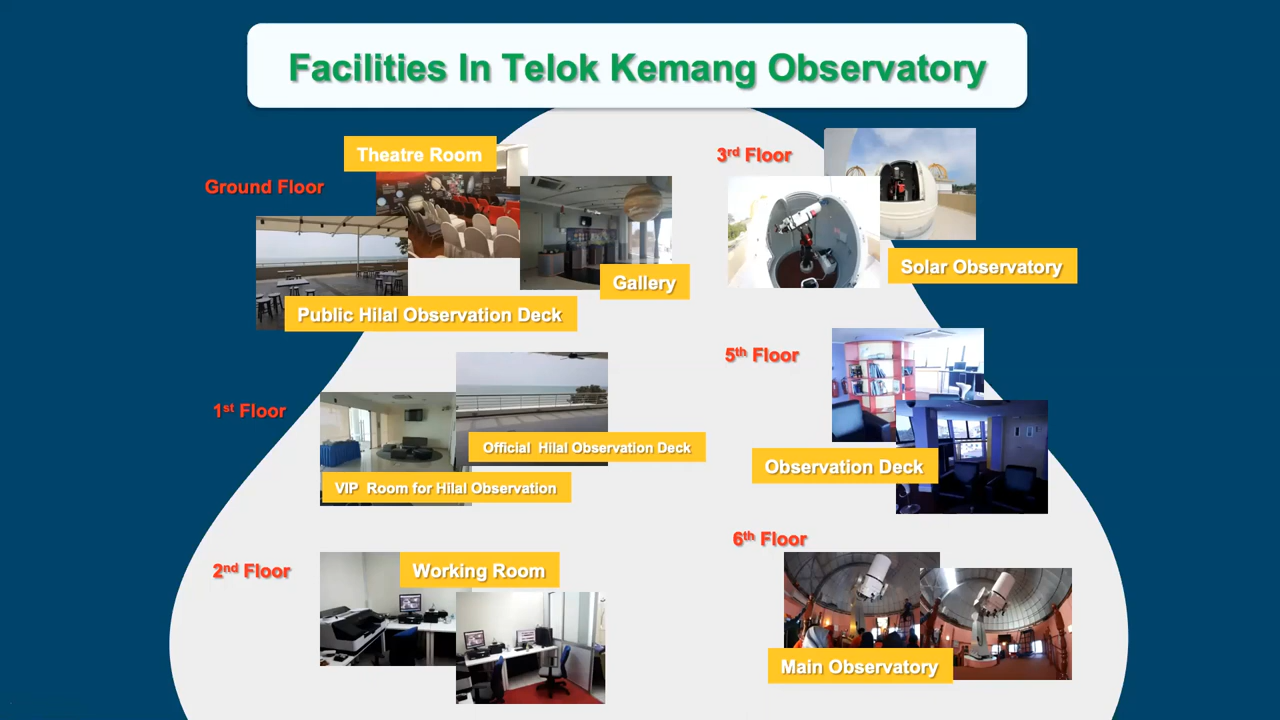 Facilities In Telok Kemang Observatory
Ground Floor
Theatre Room
Gallery
Public Hilal Observation Deck
1st Floor
Official Hilal Observation Deck
VIP Room for Hilal Observation
2nd Floor
Working Room
3rd Floor
Solar Observatory
5th Floor
Observation Deck
6th Floor
Main Observatory